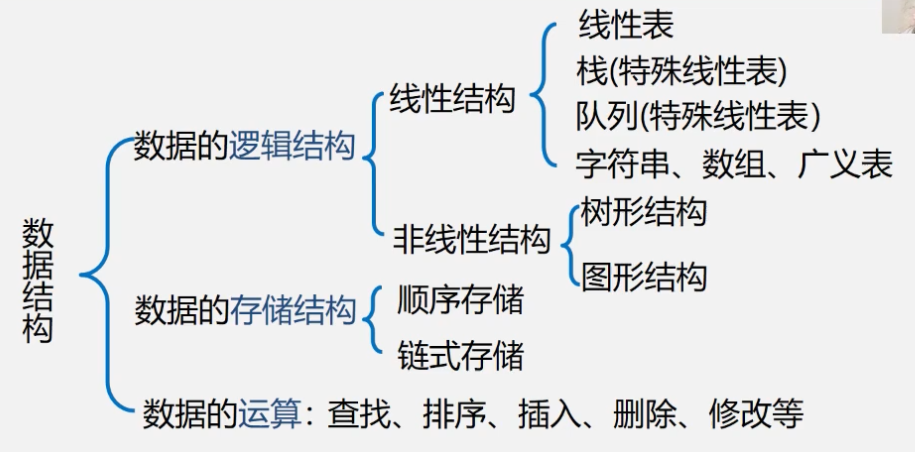 数据结构
数据的逻辑结构
线性结构
线性表
栈(特殊线性表)
队列(特殊线性表)
字符串、数组、广义表
非线性结构
树形结构
图形结构
数据的存储结构
顺序存储
链式存储
数据的运算：查找、排序、插入、删除、修改等